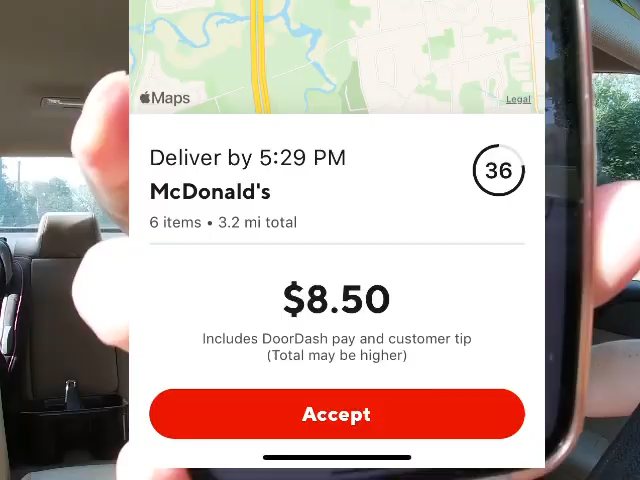 Maps
Legal
Deliver by 5:29 PM
36
McDonald's
6 items • 3.2 mi total
$8.50
Includes DoorDash pay and customer tip
(Total may be higher)
Accept